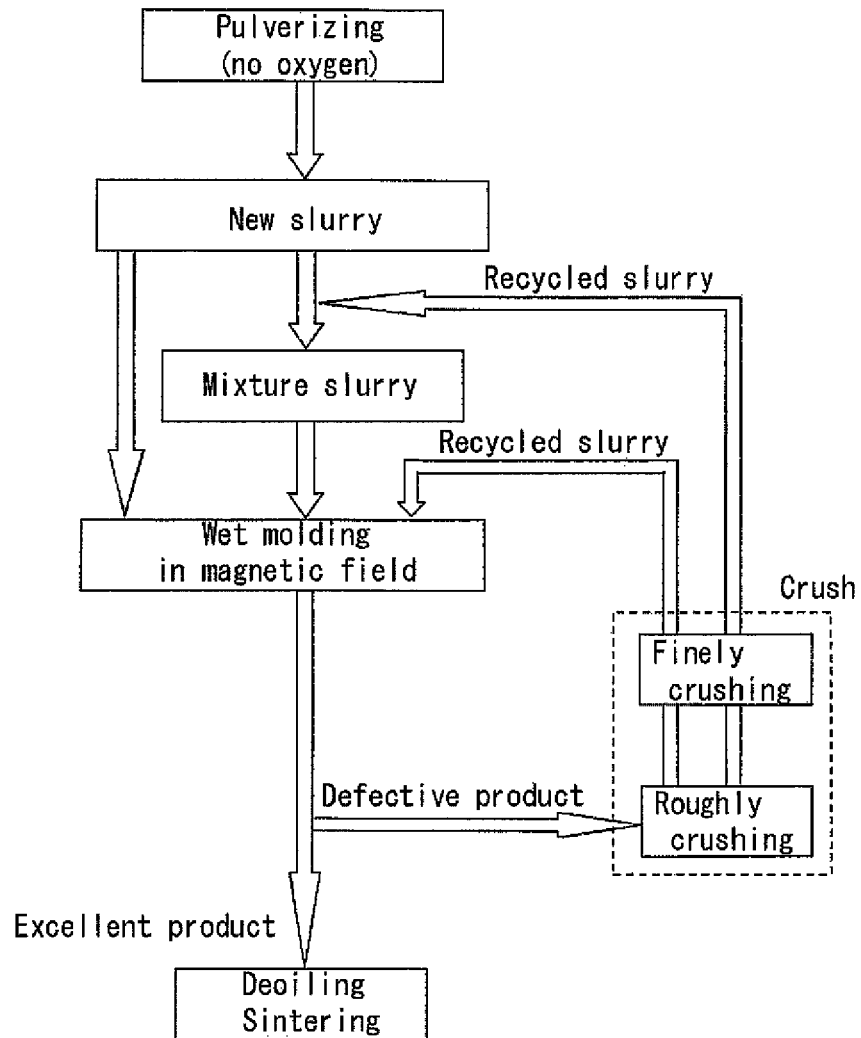 Pulverizing
(no oxygen)
New slurry
Recycled slurry
Mixture slurry
Recycled slurry
Wet molding
in magnetic field
Crush
Finely
crushing
Defective product
Roughly
crushing
Excellent product
Deoiling
Sintering